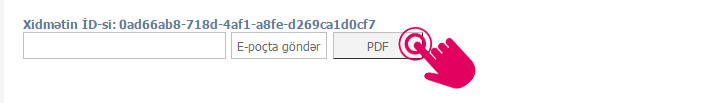 Xidmətin İD-si: 0ad66ab8-718d-4af1-a8fe-d269ca1d0cf7
E-poçta göndər PDF